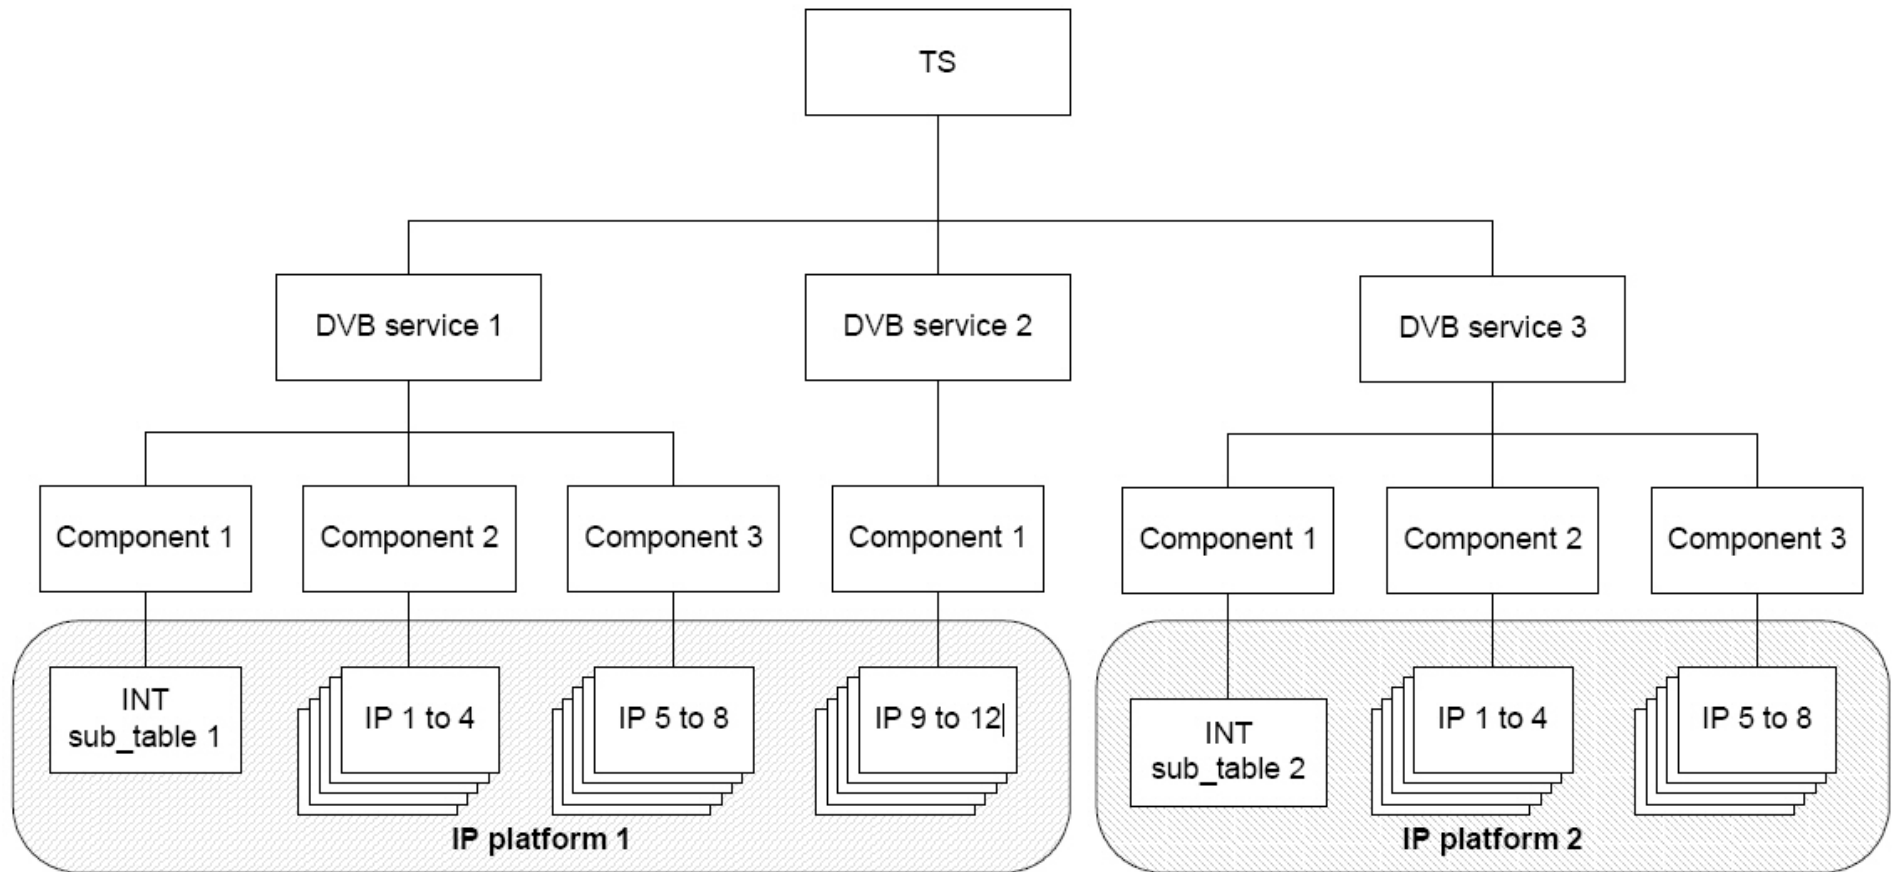 TS
DVB service 1
DVB service 2
DVB service 3
Component 1
Component 2
Component 3
Component 1
Component 1
Component 2
Component 3
INT
sub_table 1
IP 1 to 4
IP 5 to 8
IP 9 to 12
INT
sub_table 2
IP 1 to 4
IP 5 to 8
IP platform 1
IP platform 2